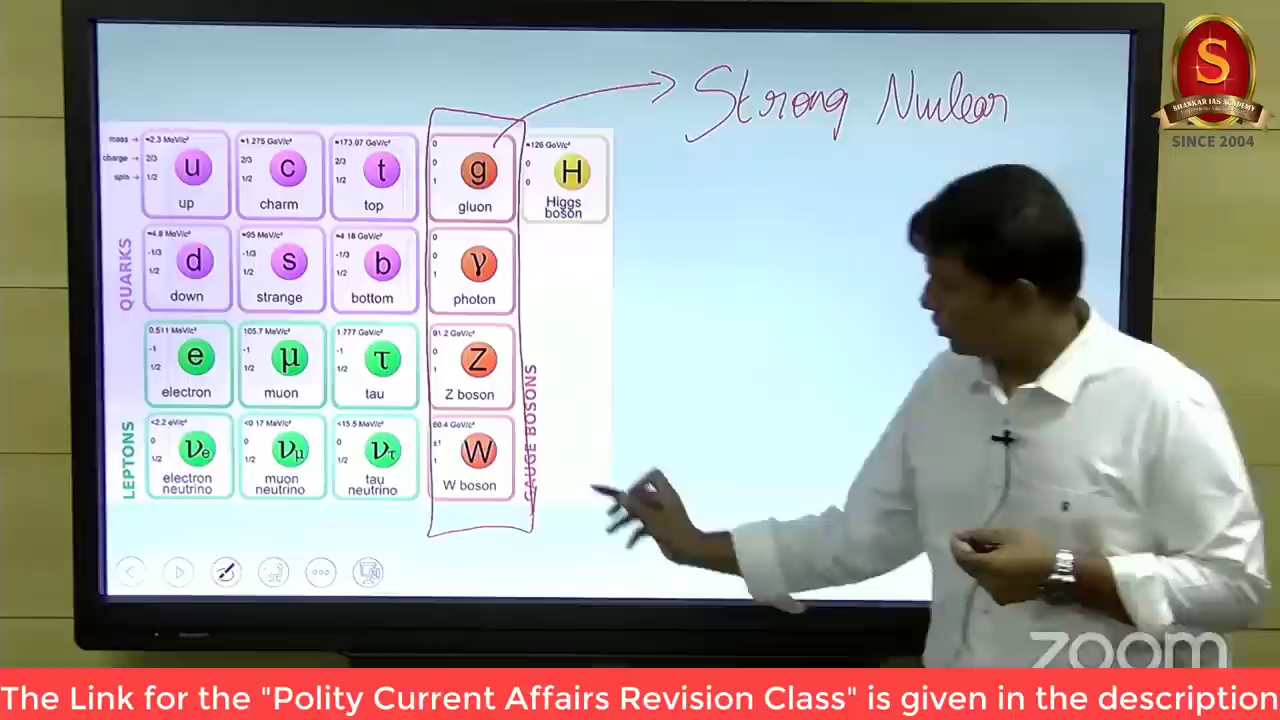 Strong Nuclear
S
SHANKAR IAS ACADEMY
SINCE 2004
mass → ≈2.3 MeV/c²
charge → 2/3
spin → 1/2
u
up
≈1.275 GeV/c²
2/3
1/2
c
charm
≈173.07 GeV/c²
2/3
1/2
t
top
0
0
1
g
gluon
≈126 GeV/c²
0
0
H
Higgs
boson
QUARKS
≈4.8 MeV/c²
-1/3
1/2
d
down
≈95 MeV/c²
-1/3
1/2
s
strange
≈4.18 GeV/c²
-1/3
1/2
b
bottom
0
0
1
γ
photon
0.511 MeV/c²
-1
1/2
e
electron
105.7 MeV/c²
-1
1/2
μ
muon
1.777 GeV/c²
-1
1/2
τ
tau
91.2 GeV/c²
0
1
Z
Z boson
GAUGE BOSONS
LEPTONS
<2.2 eV/c²
0
1/2
νe
electron
neutrino
<0.17 MeV/c²
0
1/2
νμ
muon
neutrino
<15.5 MeV/c²
0
1/2
ντ
tau
neutrino
80.4 GeV/c²
±1
1
W
W boson
zoom
The Link for the "Polity Current Affairs Revision Class" is given in the description